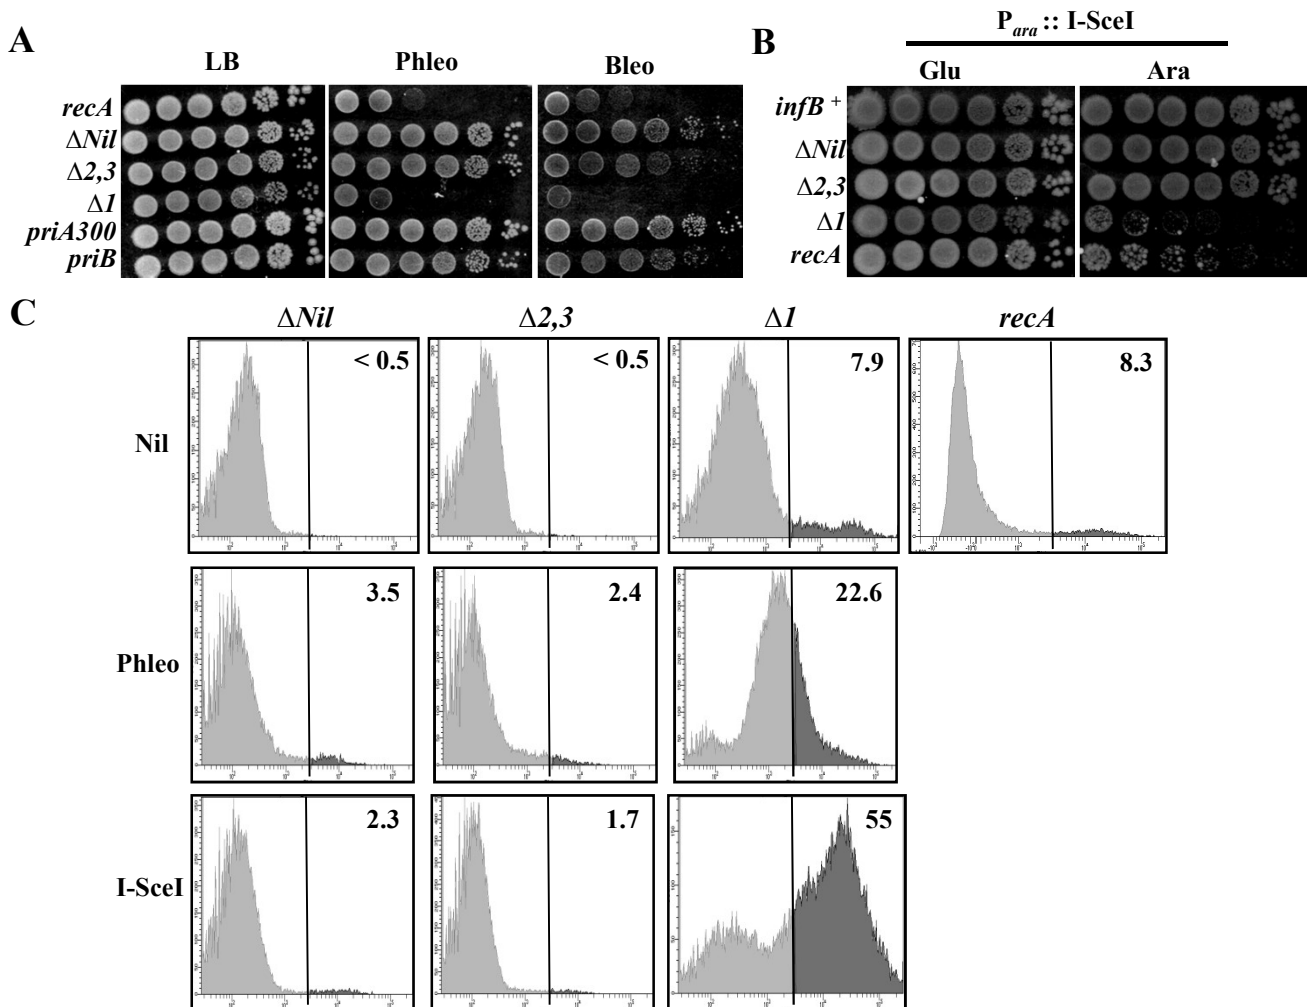 A
LB Phleo Bleo
recA
ΔNil
Δ2,3
Δ1
priA300
priB
B
Para :: I-SceI
Glu Ara
infB +
ΔNil
Δ2,3
Δ1
recA
C
ΔNil Δ2,3 Δ1 recA
Nil < 0.5 < 0.5 7.9 8.3
Phleo 3.5 2.4 22.6
I-SceI 2.3 1.7 55